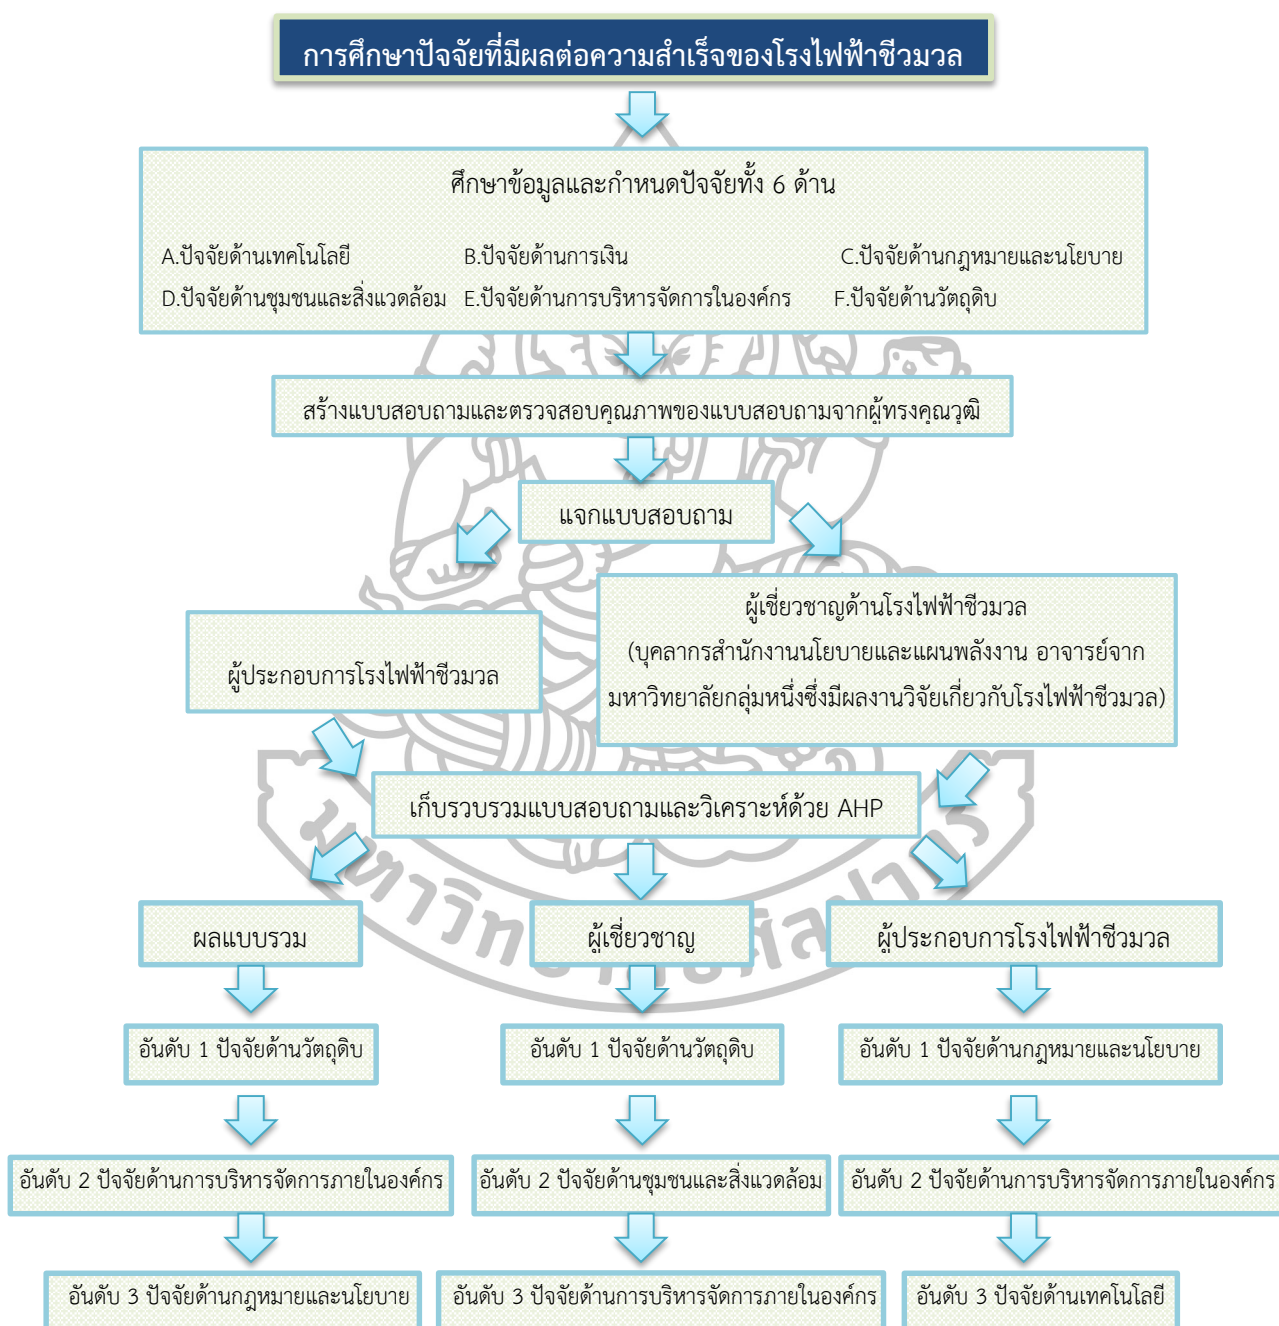 การศึกษาปัจจัยที่มีผลต่อความสำเร็จของโรงไฟฟ้าชีวมวล
ศึกษาข้อมูลและกำหนดปัจจัยทั้ง 6 ด้าน
A.ปัจจัยด้านเทคโนโลยี B.ปัจจัยด้านการเงิน C.ปัจจัยด้านกฎหมายและนโยบาย
D.ปัจจัยด้านชุมชนและสิ่งแวดล้อม E.ปัจจัยด้านการบริหารจัดการในองค์กร F.ปัจจัยด้านวัตถุดิบ
สร้างแบบสอบถามและตรวจสอบคุณภาพของแบบสอบถามจากผู้ทรงคุณวุฒิ
แจกแบบสอบถาม
ผู้ประกอบการโรงไฟฟ้าชีวมวล
ผู้เชี่ยวชาญด้านโรงไฟฟ้าชีวมวล
(บุคลากรสำนักงานนโยบายและแผนพลังงาน อาจารย์จาก
มหาวิทยาลัยกลุ่มหนึ่งซึ่งมีผลงานวิจัยเกี่ยวกับโรงไฟฟ้าชีวมวล)
เก็บรวบรวมแบบสอบถามและวิเคราะห์ด้วย AHP
ผลแบบรวม
ผู้เชี่ยวชาญ
ผู้ประกอบการโรงไฟฟ้าชีวมวล
อันดับ 1 ปัจจัยด้านวัตถุดิบ
อันดับ 1 ปัจจัยด้านวัตถุดิบ
อันดับ 1 ปัจจัยด้านกฎหมายและนโยบาย
อันดับ 2 ปัจจัยด้านการบริหารจัดการภายในองค์กร
อันดับ 2 ปัจจัยด้านชุมชนและสิ่งแวดล้อม
อันดับ 2 ปัจจัยด้านการบริหารจัดการภายในองค์กร
อันดับ 3 ปัจจัยด้านกฎหมายและนโยบาย
อันดับ 3 ปัจจัยด้านการบริหารจัดการภายในองค์กร
อันดับ 3 ปัจจัยด้านเทคโนโลยี